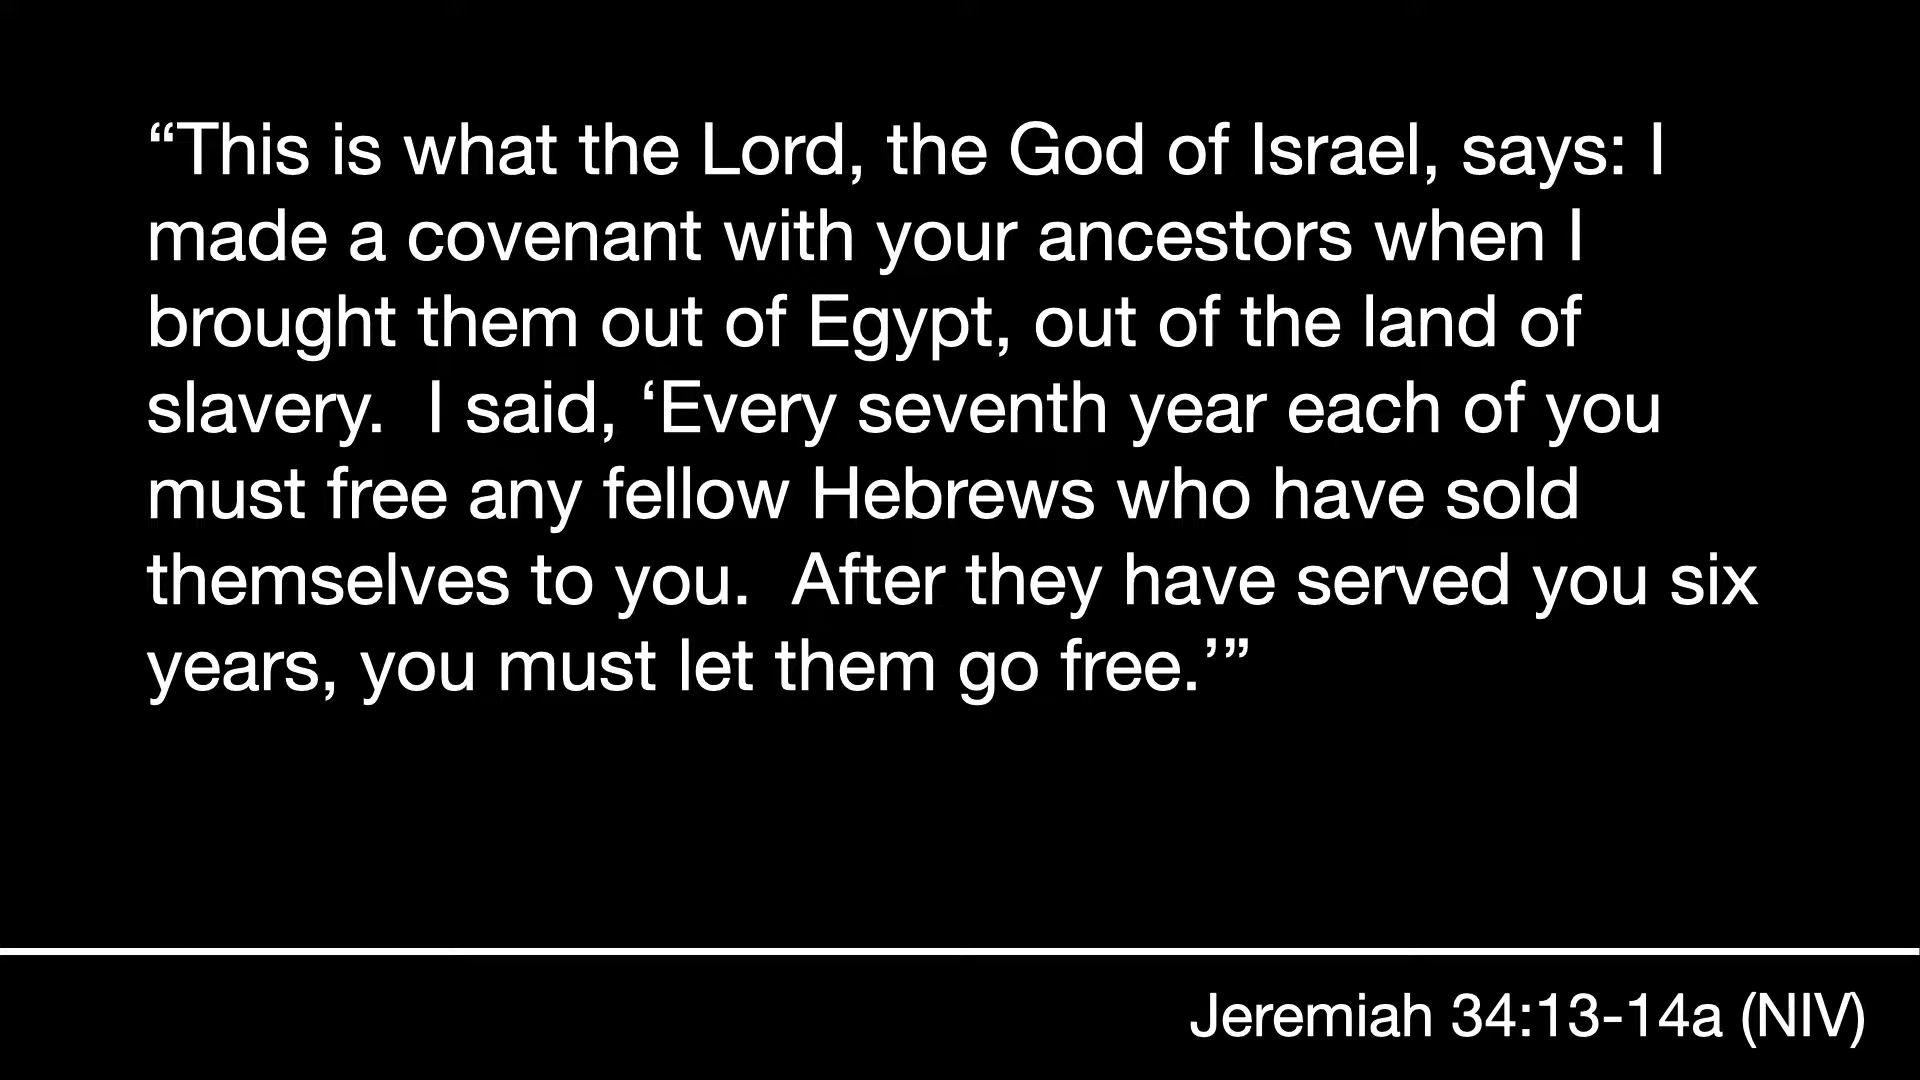 “This is what the Lord, the God of Israel, says: I
made a covenant with your ancestors when I
brought them out of Egypt, out of the land of
slavery.  I said, ‘Every seventh year each of you
must free any fellow Hebrews who have sold
themselves to you.  After they have served you six
years, you must let them go free.’”
Jeremiah 34:13-14a (NIV)